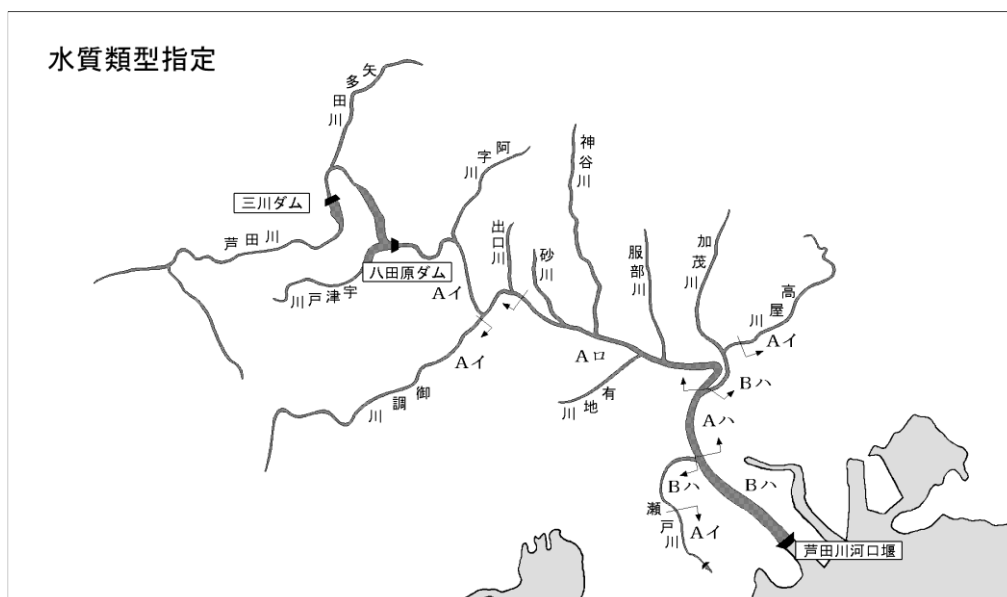 水質類型指定
矢多田川
阿字川
神谷川
三川ダム
芦田川
出口川
砂川
服部川
加茂川
高屋川
八田原ダム
宇津戸川
Aイ
Aイ
Aロ
Aイ
御調川
有地川
Bハ
Aハ
Bハ
Bハ
瀬戸川
Aイ
芦田川河口堰